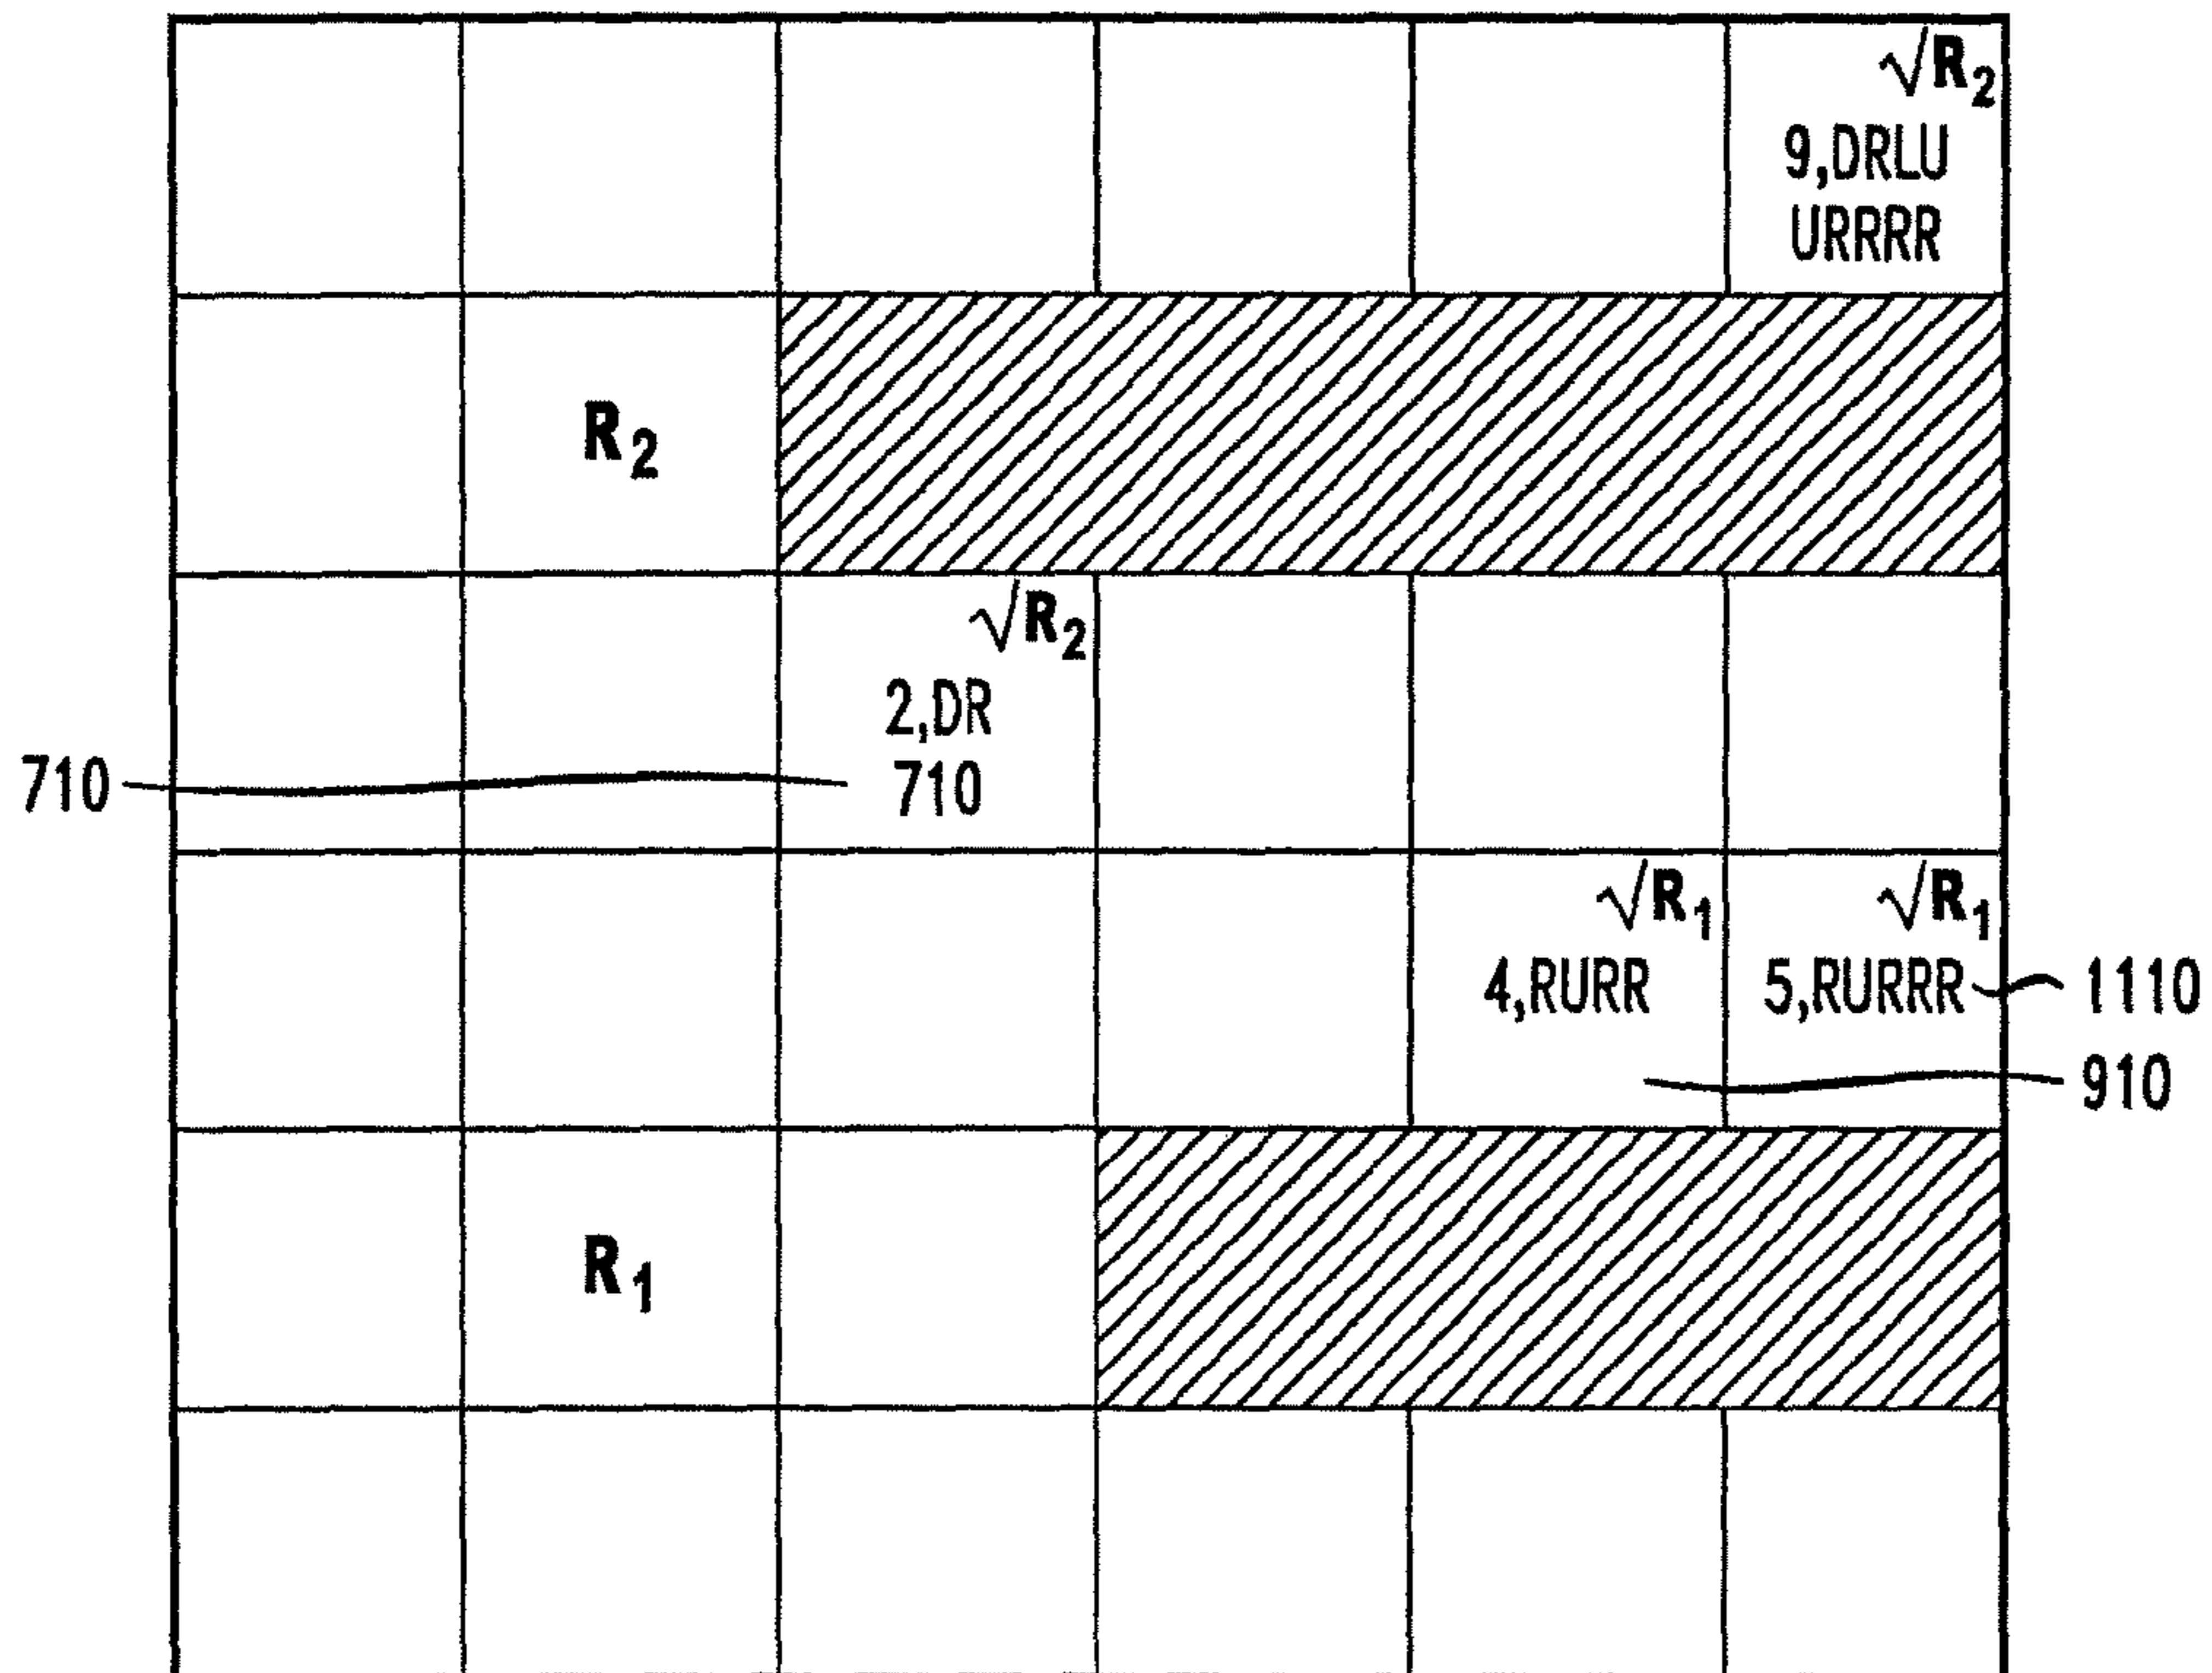 √R₂
9,DRLU
URRRR
R₂
√R₂
2,DR
710
710
√R₁
√R₁
4,RURR
5,RURRR
1110
910
R₁